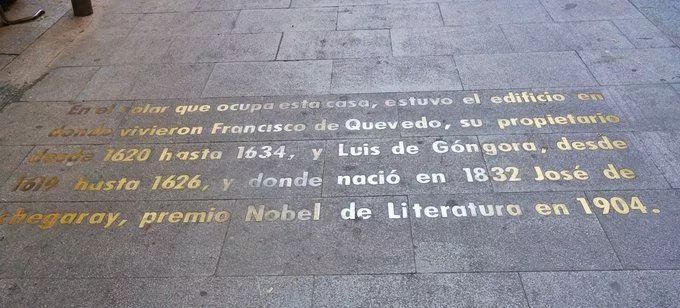 En el solar que ocupa esta casa, estuvo el edificio en
donde vivieron Francisco de Quevedo, su propietario
desde 1620 hasta 1634, y Luis de Góngora, desde
1619 hasta 1626, y donde nació en 1832 José de
chegaray, premio Nobel de Literatura en 1904.